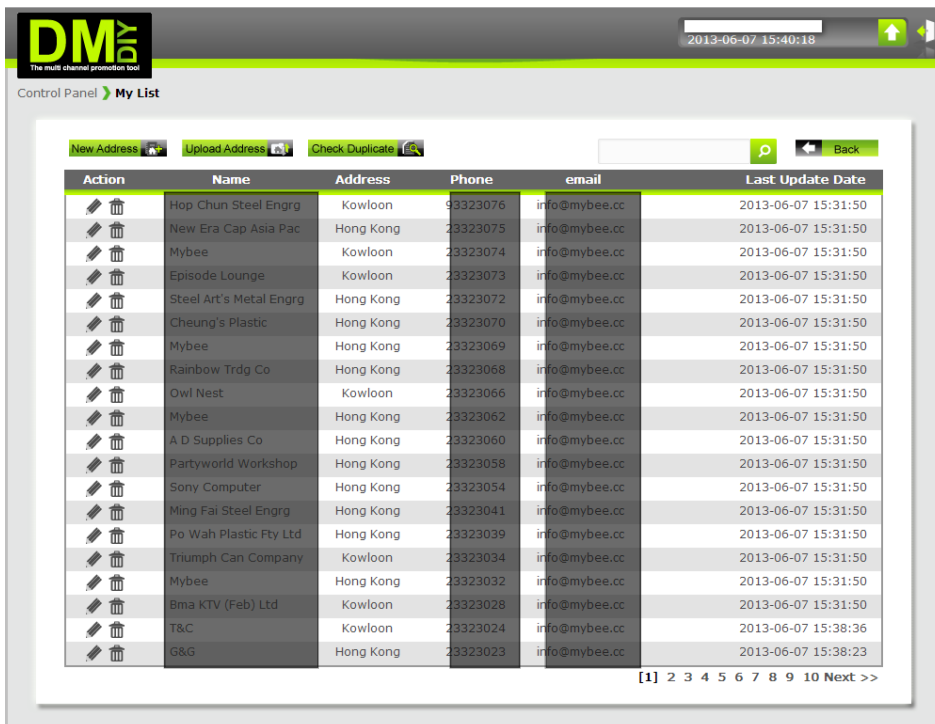 DM DIY
The multi channel promotion tool
2013-06-07 15:40:18
Control Panel My List
New Address Upload Address Check Duplicate Back
Action Name Address Phone email Last Update Date
Hop Chun Steel Engrg Kowloon 93323076 info@mybee.cc 2013-06-07 15:31:50
New Era Cap Asia Pac Hong Kong 23323075 info@mybee.cc 2013-06-07 15:31:50
Mybee Kowloon 23323074 info@mybee.cc 2013-06-07 15:31:50
Episode Lounge Kowloon 23323073 info@mybee.cc 2013-06-07 15:31:50
Steel Art's Metal Engrg Hong Kong 23323072 info@mybee.cc 2013-06-07 15:31:50
Cheung's Plastic Hong Kong 23323070 info@mybee.cc 2013-06-07 15:31:50
Mybee Hong Kong 23323069 info@mybee.cc 2013-06-07 15:31:50
Rainbow Trdg Co Hong Kong 23323068 info@mybee.cc 2013-06-07 15:31:50
Owl Nest Kowloon 23323066 info@mybee.cc 2013-06-07 15:31:50
Mybee Hong Kong 23323062 info@mybee.cc 2013-06-07 15:31:50
A D Supplies Co Hong Kong 23323060 info@mybee.cc 2013-06-07 15:31:50
Partyworld Workshop Hong Kong 23323058 info@mybee.cc 2013-06-07 15:31:50
Sony Computer Hong Kong 23323054 info@mybee.cc 2013-06-07 15:31:50
Ming Fai Steel Engrg Hong Kong 23323041 info@mybee.cc 2013-06-07 15:31:50
Po Wah Plastic Fty Ltd Hong Kong 23323039 info@mybee.cc 2013-06-07 15:31:50
Triumph Can Company Kowloon 23323034 info@mybee.cc 2013-06-07 15:31:50
Mybee Hong Kong 23323032 info@mybee.cc 2013-06-07 15:31:50
Bma KTV (Feb) Ltd Kowloon 23323028 info@mybee.cc 2013-06-07 15:31:50
T&C Kowloon 23323024 info@mybee.cc 2013-06-07 15:38:36
G&G Hong Kong 23323023 info@mybee.cc 2013-06-07 15:38:23
[1] 2 3 4 5 6 7 8 9 10 Next >>